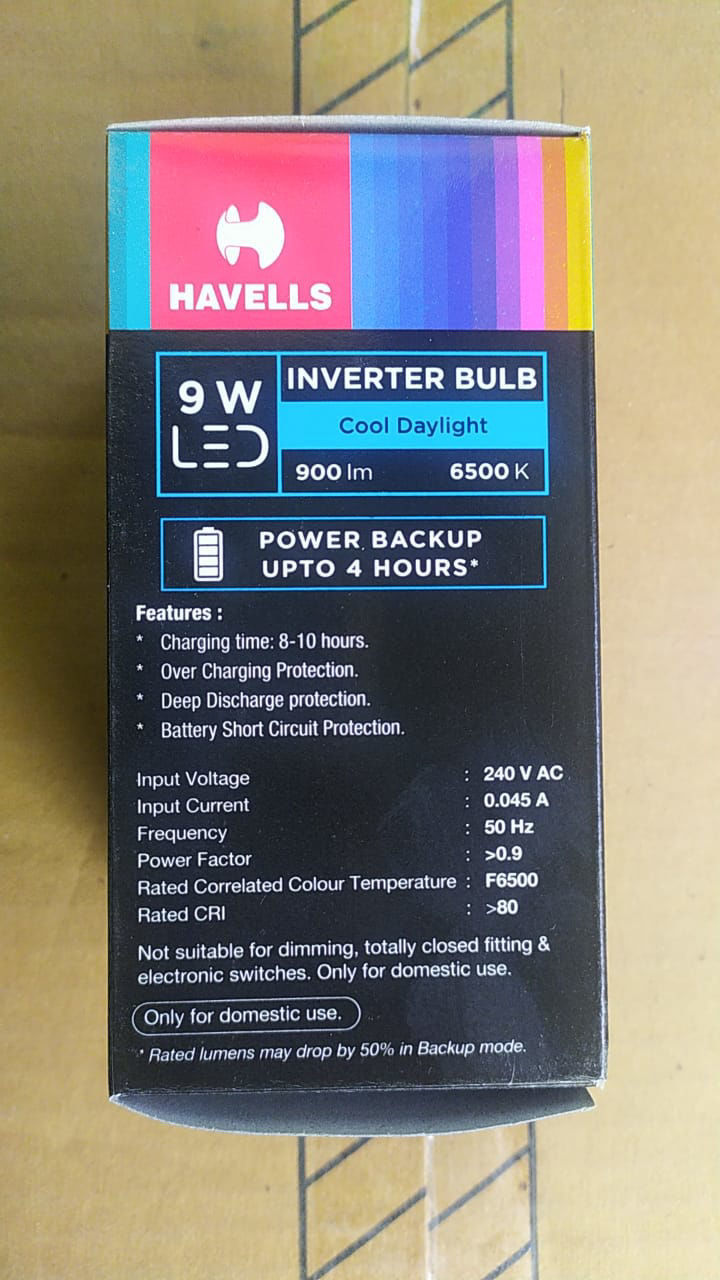 HAVELLS
9 W
LED
INVERTER BULB
Cool Daylight
900 lm 6500 K
POWER BACKUP
UPTO 4 HOURS*
Features :
* Charging time: 8-10 hours.
* Over Charging Protection.
* Deep Discharge protection.
* Battery Short Circuit Protection.
Input Voltage : 240 V AC
Input Current : 0.045 A
Frequency : 50 Hz
Power Factor : >0.9
Rated Correlated Colour Temperature : F6500
Rated CRI : >80
Not suitable for dimming, totally closed fitting &
electronic switches. Only for domestic use.
Only for domestic use.
* Rated lumens may drop by 50% in Backup mode.